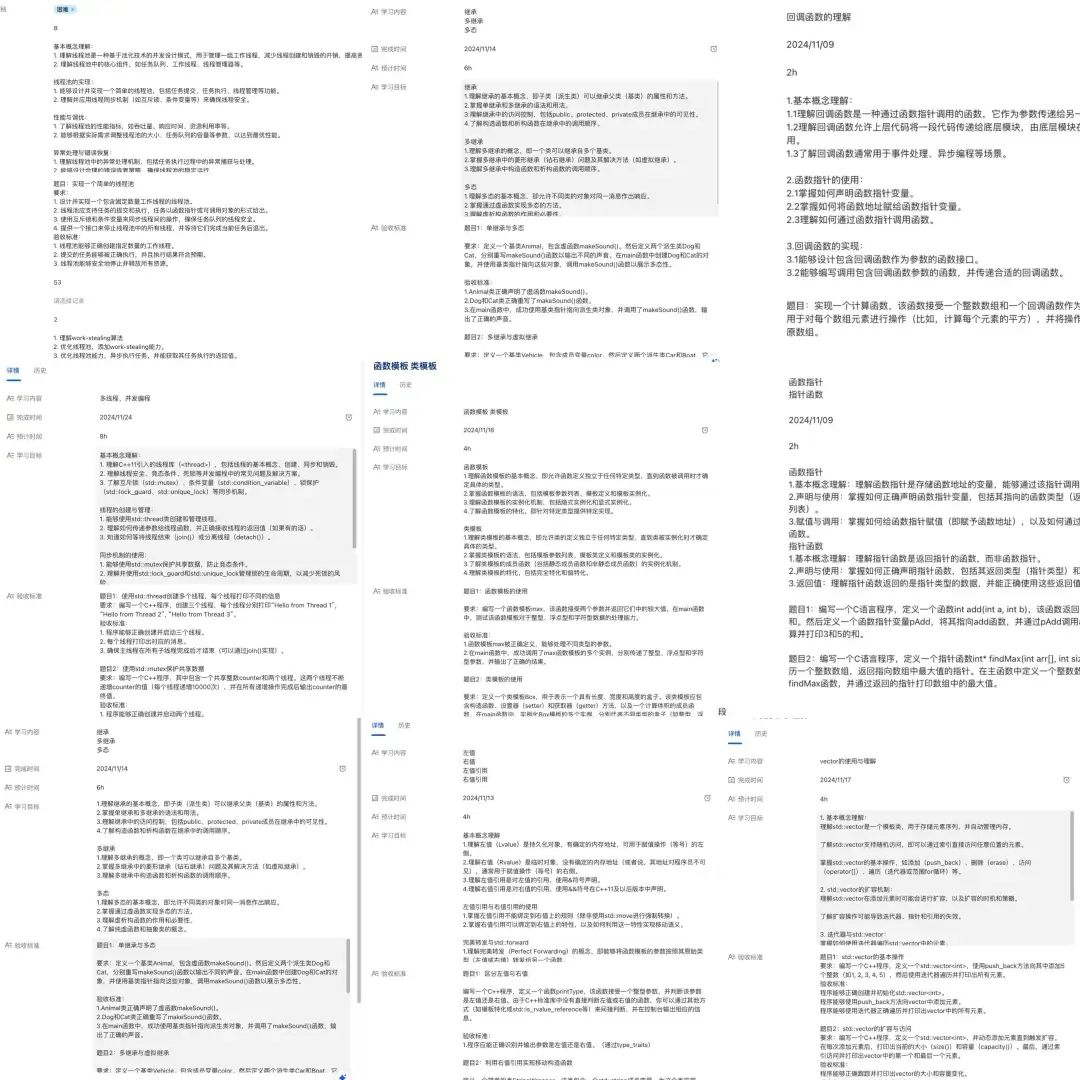 困难 ×
8
基本概念理解:
1. 理解线程池是一种基于池化技术的并发设计模式，用于管理一组工作线程，减少线程创建和销毁的开销，提高资
2. 理解线程池中的核心组件，如任务队列、工作线程、线程管理器等。
线程池的实现:
1. 能够设计并实现一个简单的线程池，包括任务提交、任务执行、线程管理等功能。
2. 理解并应用线程同步机制（如互斥锁、条件变量等）来确保线程安全。
性能与调优:
1. 了解线程池的性能指标，如吞吐量、响应时间、资源利用率等。
2. 能够根据实际需求调整线程池的大小、任务队列的容量等参数，以达到最优性能。
异常处理与错误恢复:
1. 理解线程池中的异常处理机制，包括任务执行过程中的异常捕获与处理。
2. 能够设计合理的错误恢复策略，确保线程池的稳定运行
题目：实现一个简单的线程池
要求:
1. 设计并实现一个包含固定数量工作线程的线程池。
2. 线程池应支持任务的提交和执行，任务以函数指针或可调用对象的形式给出。
3. 使用互斥锁和条件变量来同步线程间的操作，确保任务队列的线程安全。
4. 提供一个接口来停止线程池中的所有线程，并等待它们完成当前任务后退出。
验收标准:
1. 线程池能够正确创建指定数量的工作线程。
2. 提交的任务能够被正确执行，并且执行结果符合预期。
3. 线程池能够安全地停止并释放所有资源。
53
请选择记录
2
1. 理解work-stealing算法
2. 优化线程池，添加work-stealing能力。
3. 优化线程池能力，异步执行任务，并能获取其任务执行的返回值。
学习内容
继承
多继承
多态
完成时间
2024/11/14
预计时间
6h
学习目标
继承
1.理解继承的基本概念，即子类（派生类）可以继承父类（基类）的属性和方法。
2.掌握单继承和多继承的语法和用法。
3.理解继承中的访问控制，包括public、protected、private成员在继承中的可见性。
4.了解构造函数和析构函数在继承中的调用顺序。
多继承
1.理解多继承的概念，即一个类可以继承自多个基类。
2.掌握多继承中的菱形继承（钻石继承）问题及其解决方法（如虚继承）。
3.理解多继承中构造函数和析构函数的调用顺序。
多态
1.理解多态的基本概念，即允许不同类的对象对同一消息作出响应。
2.掌握通过虚函数实现多态的方法。
3.理解虚析构函数的作用和必要性。
验收标准
题目1：单继承与多态
要求：定义一个基类Animal，包含虚函数makeSound()。然后定义两个派生类Dog和
Cat，分别重写makeSound()函数以输出不同的声音。在main函数中创建Dog和Cat的对
象，并使用基类指针指向这些对象，调用makeSound()函数以展示多态性。
验收标准:
1.Animal类正确声明了虚函数makeSound()。
2.Dog和Cat类正确重写了makeSound()函数。
3.在main函数中，成功使用基类指针指向派生类对象，并调用了makeSound()函数，输
出了正确的声音。
题目2：多继承与虚继承
要求：定义一个基类Vehicle，包含成员变量color，然后定义两个派生类Car和Boat，它
回调函数的理解
2024/11/09
2h
1.基本概念理解：
1.1理解回调函数是一种通过函数指针调用的函数，它作为参数传递给另一
1.2理解回调函数允许上层代码将一段代码传递给底层模块，由底层模块在
用。
1.3了解回调函数通常用于事件处理、异步编程等场景。
2.函数指针的使用：
2.1掌握如何声明函数指针变量。
2.2掌握如何将函数地址赋给函数指针变量。
2.3理解如何通过函数指针调用函数。
3.回调函数的实现：
3.1能够设计包含回调函数作为参数的函数接口。
3.2能够编写调用包含回调函数参数的函数，并传递合适的回调函数。
题目：实现一个计算函数，该函数接受一个整数数组和一个回调函数作为
用于对每个数组元素进行操作（比如，计算每个元素的平方），并将操作
原数组。
详情 历史
学习内容
多线程，并发编程
完成时间
2024/11/24
预计时间
8h
学习目标
基本概念理解:
1. 理解C++11引入的线程库（<thread>），包括线程的基本概念、创建、同步和销毁。
2. 理解线程安全、竞态条件、死锁等并发编程中的常见问题及解决方案。
3. 了解互斥锁（std::mutex）、条件变量（std::condition_variable）、锁保护
（std::lock_guard、std::unique_lock）等同步机制。
线程的创建与管理:
1. 能够使用std::thread类创建和管理线程。
2. 理解如何传递参数给线程函数，并正确接收线程的返回值（如果有的话）。
3. 知道如何等待线程结束（join()）或分离线程（detach()）。
同步机制的使用:
1. 能够使用std::mutex保护共享数据，防止竞态条件。
2. 理解并使用std::lock_guard和std::unique_lock管理锁的生命周期，以减少死锁的风
险
验收标准
题目1：使用std::thread创建多个线程，每个线程打印不同的信息
要求：编写一个C++程序，创建三个线程，每个线程分别打印“Hello from Thread 1”,
“Hello from Thread 2”, “Hello from Thread 3”。
验收标准:
1. 程序能够正确创建并启动三个线程。
2. 每个线程打印出对应的消息。
3. 确保主线程在所有子线程完成后才结束（可以通过join()实现）。
题目2：使用std::mutex保护共享数据
要求：编写一个C++程序，其中包含一个共享整数counter和两个线程。这两个线程不断
递增counter的值（每个线程递增10000次），并在所有递增操作完成后输出counter的最
终值。
验收标准:
1. 程序能够正确创建并启动两个线程。
函数模板 类模板
详情 历史
学习内容
函数模板 类模板
完成时间
2024/11/16
预计时间
4h
学习目标
函数模板
1.理解函数模板的基本概念，即允许函数定义独立于任何特定类型，直到函数被调用时才确
定具体的类型。
2.掌握函数模板的语法，包括模板参数列表、模板定义和模板实例化。
3.理解函数模板的实例化机制，包括隐式实例化和显式实例化。
4.了解函数模板的特化，即针对特定类型提供特定实现。
类模板
1.理解类模板的基本概念，即允许类的定义独立于任何特定类型，直到类被实例化时才确定
具体的类型。
2.掌握类模板的语法，包括模板参数列表、模板类定义和模板类的实例化。
3.了解类模板的成员函数（包括静态成员函数和非静态成员函数）的实例化机制。
4.理解类模板的特化，包括完全特化和偏特化。
验收标准
题目1：函数模板的使用
要求：编写一个函数模板max，该函数接受两个参数并返回它们中的较大值。在main函数
中，测试该函数模板对于整型、浮点型和字符型数据的处理能力。
验收标准：
1.函数模板max被正确定义，能够处理不同类型的参数。
2.在main函数中，成功调用了max函数模板的多个实例，分别传递了整型、浮点型和字符
型参数，并输出了正确的结果。
题目2：类模板的使用
要求：定义一个类模板Box，用于表示一个具有长度、宽度和高度的盒子。该类模板应包
含构造函数、设置器（setter）和获取器（getter）方法，以及一个计算体积的成员函
数。在main函数中，实例化Box模板的多个实例，分别代表不同类型的盒子（如整型、浮
函数指针
指针函数
2024/11/09
2h
函数指针
1.基本概念理解：理解函数指针是存储函数地址的变量，能够通过该指针调用
2.声明与使用：掌握如何正确声明函数指针变量，包括其指向的函数类型（返
列表）。
3.赋值与调用：掌握如何给函数指针赋值（即赋予函数地址），以及如何通过
函数。
指针函数
1.基本概念理解：理解指针函数是返回指针的函数，而非函数指针。
2.声明与使用：掌握如何正确声明指针函数，包括其返回类型（指针类型）和
3.返回值：理解指针函数返回的是指针类型的数据，并能正确使用这些返回值
题目1：编写一个C语言程序，定义一个函数int add(int a, int b)，该函数返回
和。然后定义一个函数指针变量pAdd，将其指向add函数，并通过pAdd调用a
算并打印3和5的和。
题目2：编写一个C语言程序，定义一个指针函数int* findMax(int arr[], int siz
历一个整数数组，返回指向数组中最大值的指针。在主函数中定义一个整数数
findMax函数，并通过返回的指针打印数组中的最大值。
段
学习内容
继承
多继承
多态
完成时间
2024/11/14
预计时间
6h
学习目标
1.理解继承的基本概念，即子类（派生类）可以继承父类（基类）的属性和方法。
2.掌握单继承和多继承的语法和用法。
3.理解继承中的访问控制，包括public、protected、private成员在继承中的可见性。
4.了解构造函数和析构函数在继承中的调用顺序。
多继承
1.理解多继承的概念，即一个类可以继承自多个基类。
2.掌握多继承中的菱形继承（钻石继承）问题及其解决方法（如虚继承）。
3.理解多继承中构造函数和析构函数的调用顺序。
多态
1.理解多态的基本概念，即允许不同类的对象对同一消息作出响应。
2.掌握通过虚函数实现多态的方法。
3.理解虚析构函数的作用和必要性。
4.了解纯虚函数和抽象类的概念。
验收标准
题目1：单继承与多态
要求：定义一个基类Animal，包含虚函数makeSound()。然后定义两个派生类Dog和
Cat，分别重写makeSound()函数以输出不同的声音。在main函数中创建Dog和Cat的对
象，并使用基类指针指向这些对象，调用makeSound()函数以展示多态性。
验收标准:
1.Animal类正确声明了虚函数makeSound()。
2.Dog和Cat类正确重写了makeSound()函数。
3.在main函数中，成功使用基类指针指向派生类对象，并调用了makeSound()函数，输
出了正确的声音。
题目2：多继承与虚继承
要求：定义一个基类Vehicle，包含成员变量color，然后定义两个派生类Car和Boat，它
详情 历史
学习内容
左值
右值
左值引用
右值引用
完成时间
2024/11/13
预计时间
4h
学习目标
基本概念理解
1.理解左值（Lvalue）是持久化对象，有确定的内存地址，可用于赋值操作（等号）的左
侧。
2.理解右值（Rvalue）是临时对象，没有确定的内存地址（或者说，其地址对程序员不可
见），通常用于赋值操作（等号）的右侧。
3.理解左值引用是对左值的引用，使用&符号声明。
4.理解右值引用是对右值的引用，使用&&符号在C++11及以后版本中声明。
左值引用与右值引用的使用
1.掌握左值引用不能绑定到右值上的规则（除非使用std::move进行强制转换）。
2.掌握右值引用可以绑定到右值上的特性，以及如何利用这一特性实现移动语义。
完美转发与std::forward
1.理解完美转发（Perfect Forwarding）的概念，即能够将函数模板的参数按照其原始类
型（左值或右值）转发给另一个函数
验收标准
题目1：区分左值与右值
编写一个C++程序，定义一个函数printType，该函数接受一个整型参数，并判断该参数
是左值还是右值。由于C++标准库中没有直接判断左值或右值的函数，你可以通过其他方
式（如模板特化或std::is_rvalue_reference等）来间接判断，并在控制台输出相应的信
息。
验收标准：
1.程序应能正确识别并输出参数是左值还是右值。（通过type_traits）
题目2：利用右值引用实现移动构造函数
详情 历史
学习内容
vector的使用与理解
完成时间
2024/11/17
预计时间
4h
学习目标
1. 基本概念理解：
理解std::vector是一个模板类，用于存储元素序列，并自动管理内存。
了解std::vector支持随机访问，即可以通过索引直接访问任意位置的元素。
掌握std::vector的基本操作，如添加（push_back）、删除（erase）、访问
（operator[]）、遍历（迭代器或范围for循环）等。
2. std::vector的扩容机制：
理解std::vector在添加元素时可能会进行扩容，以及扩容的时机和策略。
了解扩容操作可能导致迭代器、指针和引用的失效。
3. 迭代器与std::vector：
掌握如何使用迭代器遍历std::vector中的元素。
验收标准
题目1：std::vector的基本操作
要求：编写一个C++程序，定义一个std::vector<int>，使用push_back方法向其中添加5
个整数（如1, 2, 3, 4, 5），然后使用迭代器遍历并打印出所有元素。
验收标准:
程序能够正确创建并初始化std::vector<int>。
程序能够使用push_back方法向vector中添加元素。
程序能够使用迭代器正确遍历并打印出vector中的所有元素。
题目2：std::vector的扩容与访问
要求：编写一个C++程序，定义一个std::vector<int>，并动态添加元素直到触发扩容。
在每次添加元素后，打印出当前的大小（size()）和容量（capacity()）。最后，通过索
引访问并打印出vector中的第一个和最后一个元素。
验收标准：
程序能够正确跟踪并打印出vector的大小和容量变化。